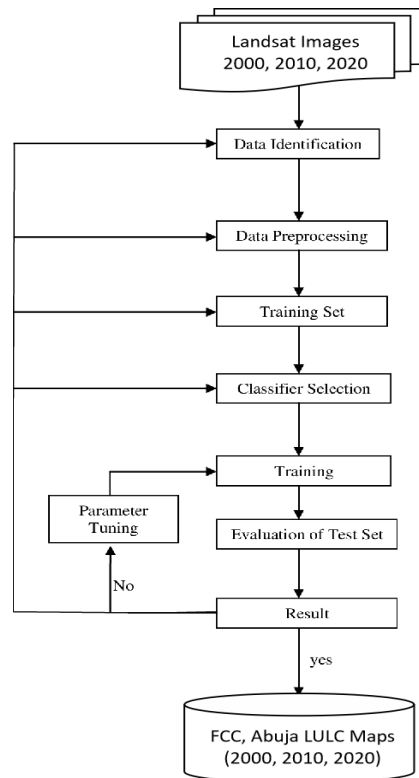 Landsat Images
2000, 2010, 2020
Data Identification
Data Preprocessing
Training Set
Classifier Selection
Training
Parameter
Tuning
Evaluation of Test Set
No
Result
yes
FCC, Abuja LULC Maps
(2000, 2010, 2020)